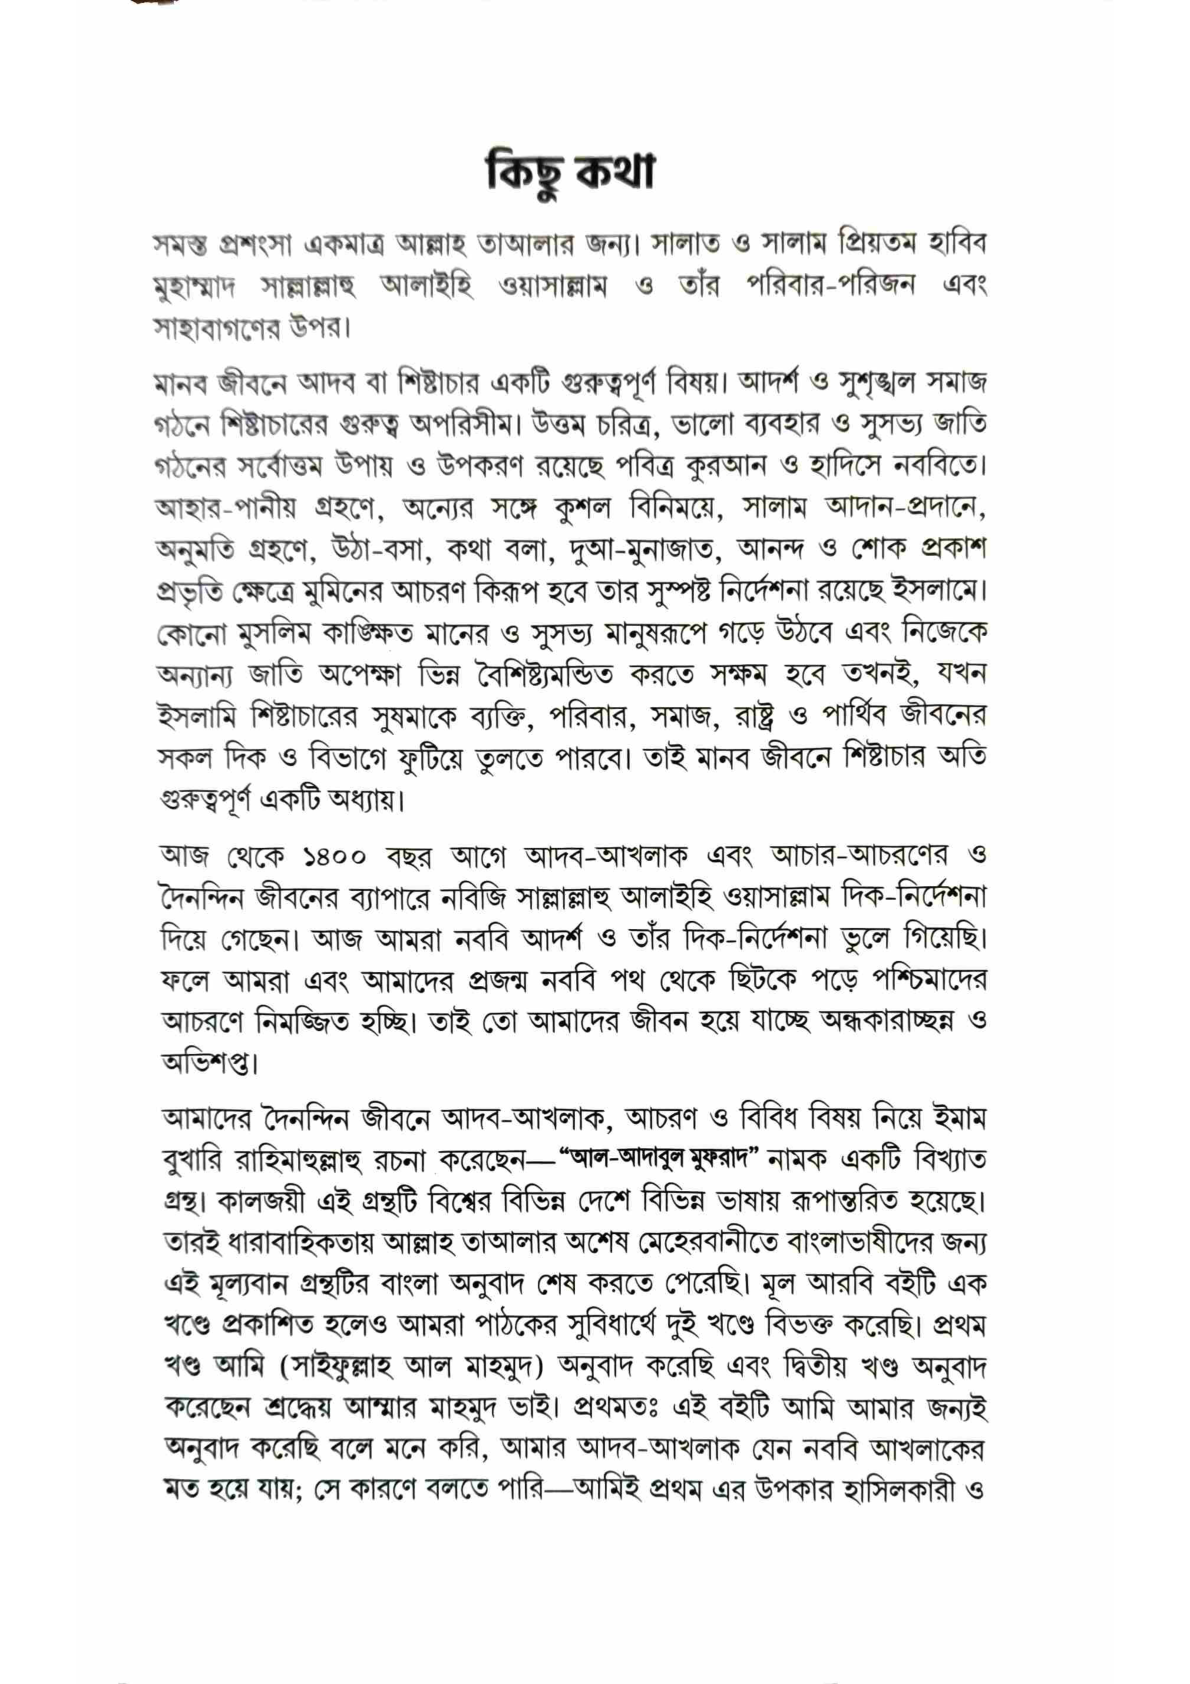 কিছু কথা
সমস্ত প্রশংসা একমাত্র আল্লাহ তাআলার জন্য। সালাত ও সালাম প্রিয়তম হাবিব
মুহাম্মাদ সাল্লাল্লাহু আলাইহি ওয়াসাল্লাম ও তাঁর পরিবার-পরিজন এবং
সাহাবাগণের উপর।
মানব জীবনে আদব বা শিষ্টাচার একটি গুরুত্বপূর্ণ বিষয়। আদর্শ ও সুশৃঙ্খল সমাজ
গঠনে শিষ্টাচারের গুরুত্ব অপরিসীম। উত্তম চরিত্র, ভালো ব্যবহার ও সুসভ্য জাতি
গঠনের সর্বোত্তম উপায় ও উপকরণ রয়েছে পবিত্র কুরআন ও হাদিসে নববিতে।
আহার-পানীয় গ্রহণে, অন্যের সঙ্গে কুশল বিনিময়ে, সালাম আদান-প্রদানে,
অনুমতি গ্রহণে, উঠা-বসা, কথা বলা, দুআ-মুনাজাত, আনন্দ ও শোক প্রকাশ
প্রভৃতি ক্ষেত্রে মুমিনের আচরণ কিরূপ হবে তার সুস্পষ্ট নির্দেশনা রয়েছে ইসলামে।
কোনো মুসলিম কাঙ্ক্ষিত মানের ও সুসভ্য মানুষরূপে গড়ে উঠবে এবং নিজেকে
অন্যান্য জাতি অপেক্ষা ভিন্ন বৈশিষ্ট্যমন্ডিত করতে সক্ষম হবে তখনই, যখন
ইসলামি শিষ্টাচারের সুষমাকে ব্যক্তি, পরিবার, সমাজ, রাষ্ট্র ও পার্থিব জীবনের
সকল দিক ও বিভাগে ফুটিয়ে তুলতে পারবে। তাই মানব জীবনে শিষ্টাচার অতি
গুরুত্বপূর্ণ একটি অধ্যায়।
আজ থেকে ১৪০০ বছর আগে আদব-আখলাক এবং আচার-আচরণের ও
দৈনন্দিন জীবনের ব্যাপারে নবিজি সাল্লাল্লাহু আলাইহি ওয়াসাল্লাম দিক-নির্দেশনা
দিয়ে গেছেন। আজ আমরা নববি আদর্শ ও তাঁর দিক-নির্দেশনা ভুলে গিয়েছি।
ফলে আমরা এবং আমাদের প্রজন্ম নববি পথ থেকে ছিটকে পড়ে পশ্চিমাদের
আচরণে নিমজ্জিত হচ্ছি। তাই তো আমাদের জীবন হয়ে যাচ্ছে অন্ধকারাচ্ছন্ন ও
অভিশপ্ত।
আমাদের দৈনন্দিন জীবনে আদব-আখলাক, আচরণ ও বিবিধ বিষয় নিয়ে ইমাম
বুখারি রাহিমাহুল্লাহু রচনা করেছেন—“আল-আদাবুল মুফরাদ” নামক একটি বিখ্যাত
গ্রন্থ। কালজয়ী এই গ্রন্থটি বিশ্বের বিভিন্ন দেশে বিভিন্ন ভাষায় রূপান্তরিত হয়েছে।
তারই ধারাবাহিকতায় আল্লাহ তাআলার অশেষ মেহেরবানীতে বাংলাভাষীদের জন্য
এই মূল্যবান গ্রন্থটির বাংলা অনুবাদ শেষ করতে পেরেছি। মূল আরবি বইটি এক
খণ্ডে প্রকাশিত হলেও আমরা পাঠকের সুবিধার্থে দুই খণ্ডে বিভক্ত করেছি। প্রথম
খণ্ড আমি (সাইফুল্লাহ আল মাহমুদ) অনুবাদ করেছি এবং দ্বিতীয় খণ্ড অনুবাদ
করেছেন শ্রদ্ধেয় আম্মার মাহমুদ ভাই। প্রথমতঃ এই বইটি আমি আমার জন্যই
অনুবাদ করেছি বলে মনে করি, আমার আদব-আখলাক যেন নববি আখলাকের
মত হয়ে যায়; সে কারণে বলতে পারি—আমিই প্রথম এর উপকার হাসিলকারী ও